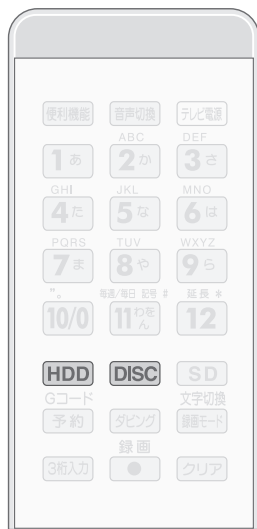 便利機能 音声切換 テレビ電源
ABC DEF
1 あ 2 か 3 さ
GHI JKL MNO
4 た 5 な 6 は
PQRS TUV WXYZ
7 ま 8 や 9 ら
"。 毎週/毎日 記号 # 延長 *
10/0 11 わをん 12
HDD DISC SD
Gコード 文字切換
予約 ダビング 録画モード
録画
3桁入力 ● クリア